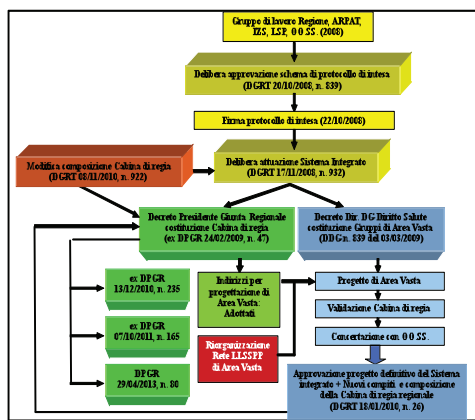 Gruppo di lavoro Regione, ARPAT,
IZS, LSP, OO.SS. (2008)
Delibera approvazione schema di protocollo di intesa
(DGRT 20/10/2008, n. 839)
Firma protocollo di intesa (22/10/2008)
Modifica composizione Cabina di regia
(DGRT 08/11/2010, n. 922)
Delibera attuazione Sistema Integrato
(DGRT 17/11/2008, n. 932)
Decreto Presidente Giunta Regionale
costituzione Cabina di regia
(ex DPGR 24/02/2009, n. 47)
Decreto Dir. DG Diritto Salute
costituzione Gruppi di Area Vasta
(DDG n. 839 del 03/03/2009)
ex DPGR
13/12/2010, n. 235
Indirizzi per
progettazione di
Area Vasta:
Adottati
Progetto di Area Vasta
Validazione Cabina di regia
ex DPGR
07/10/2011, n. 165
Riorganizzazione
Rete LLSSPP
di Area Vasta
Concertazione con OO.SS.
DPGR
29/04/2013, n. 80
Approvazione progetto definitivo del Sistema
integrato + Nuovi compiti e composizione
della Cabina di regia regionale
(DGRT 18/01/2010, n. 26)